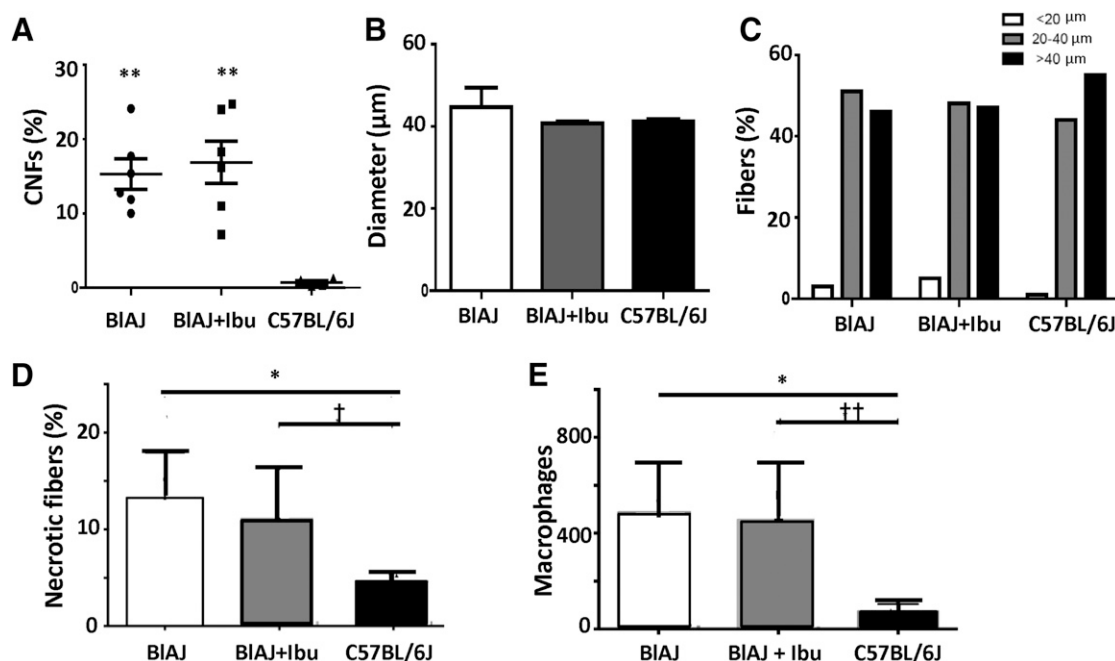 A
CNFs (%)
30
20
10
0
**
**
BlAJ
BlAJ+Ibu
C57BL/6J
B
Diameter (μm)
60
40
20
0
BlAJ
BlAJ+Ibu
C57BL/6J
C
<20 μm
20-40 μm
>40 μm
Fibers (%)
60
40
20
0
BlAJ
BlAJ+Ibu
C57BL/6J
D
Necrotic fibers (%)
20
10
0
*
†
BlAJ
BlAJ+Ibu
C57BL/6J
E
Macrophages
800
400
0
*
††
BlAJ
BlAJ + Ibu
C57BL/6J